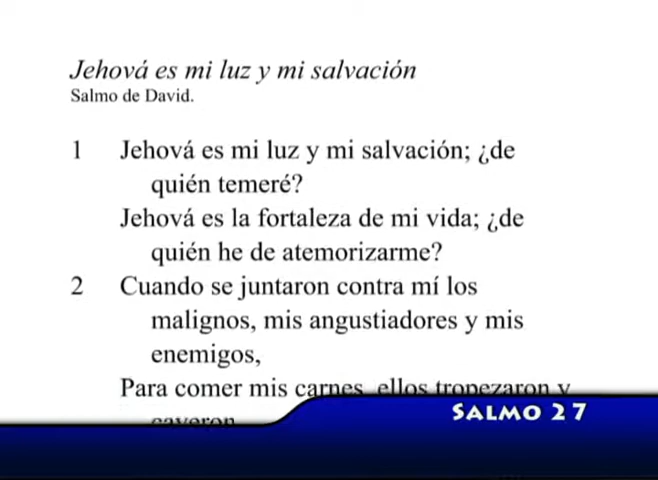 Jehová es mi luz y mi salvación
Salmo de David.
1 Jehová es mi luz y mi salvación; ¿de
quién temeré?
Jehová es la fortaleza de mi vida; ¿de
quién he de atemorizarme?
2 Cuando se juntaron contra mí los
malignos, mis angustiadores y mis
enemigos,
Para comer mis carnes, ellos tropezaron y
cayeron.
SALMO 27